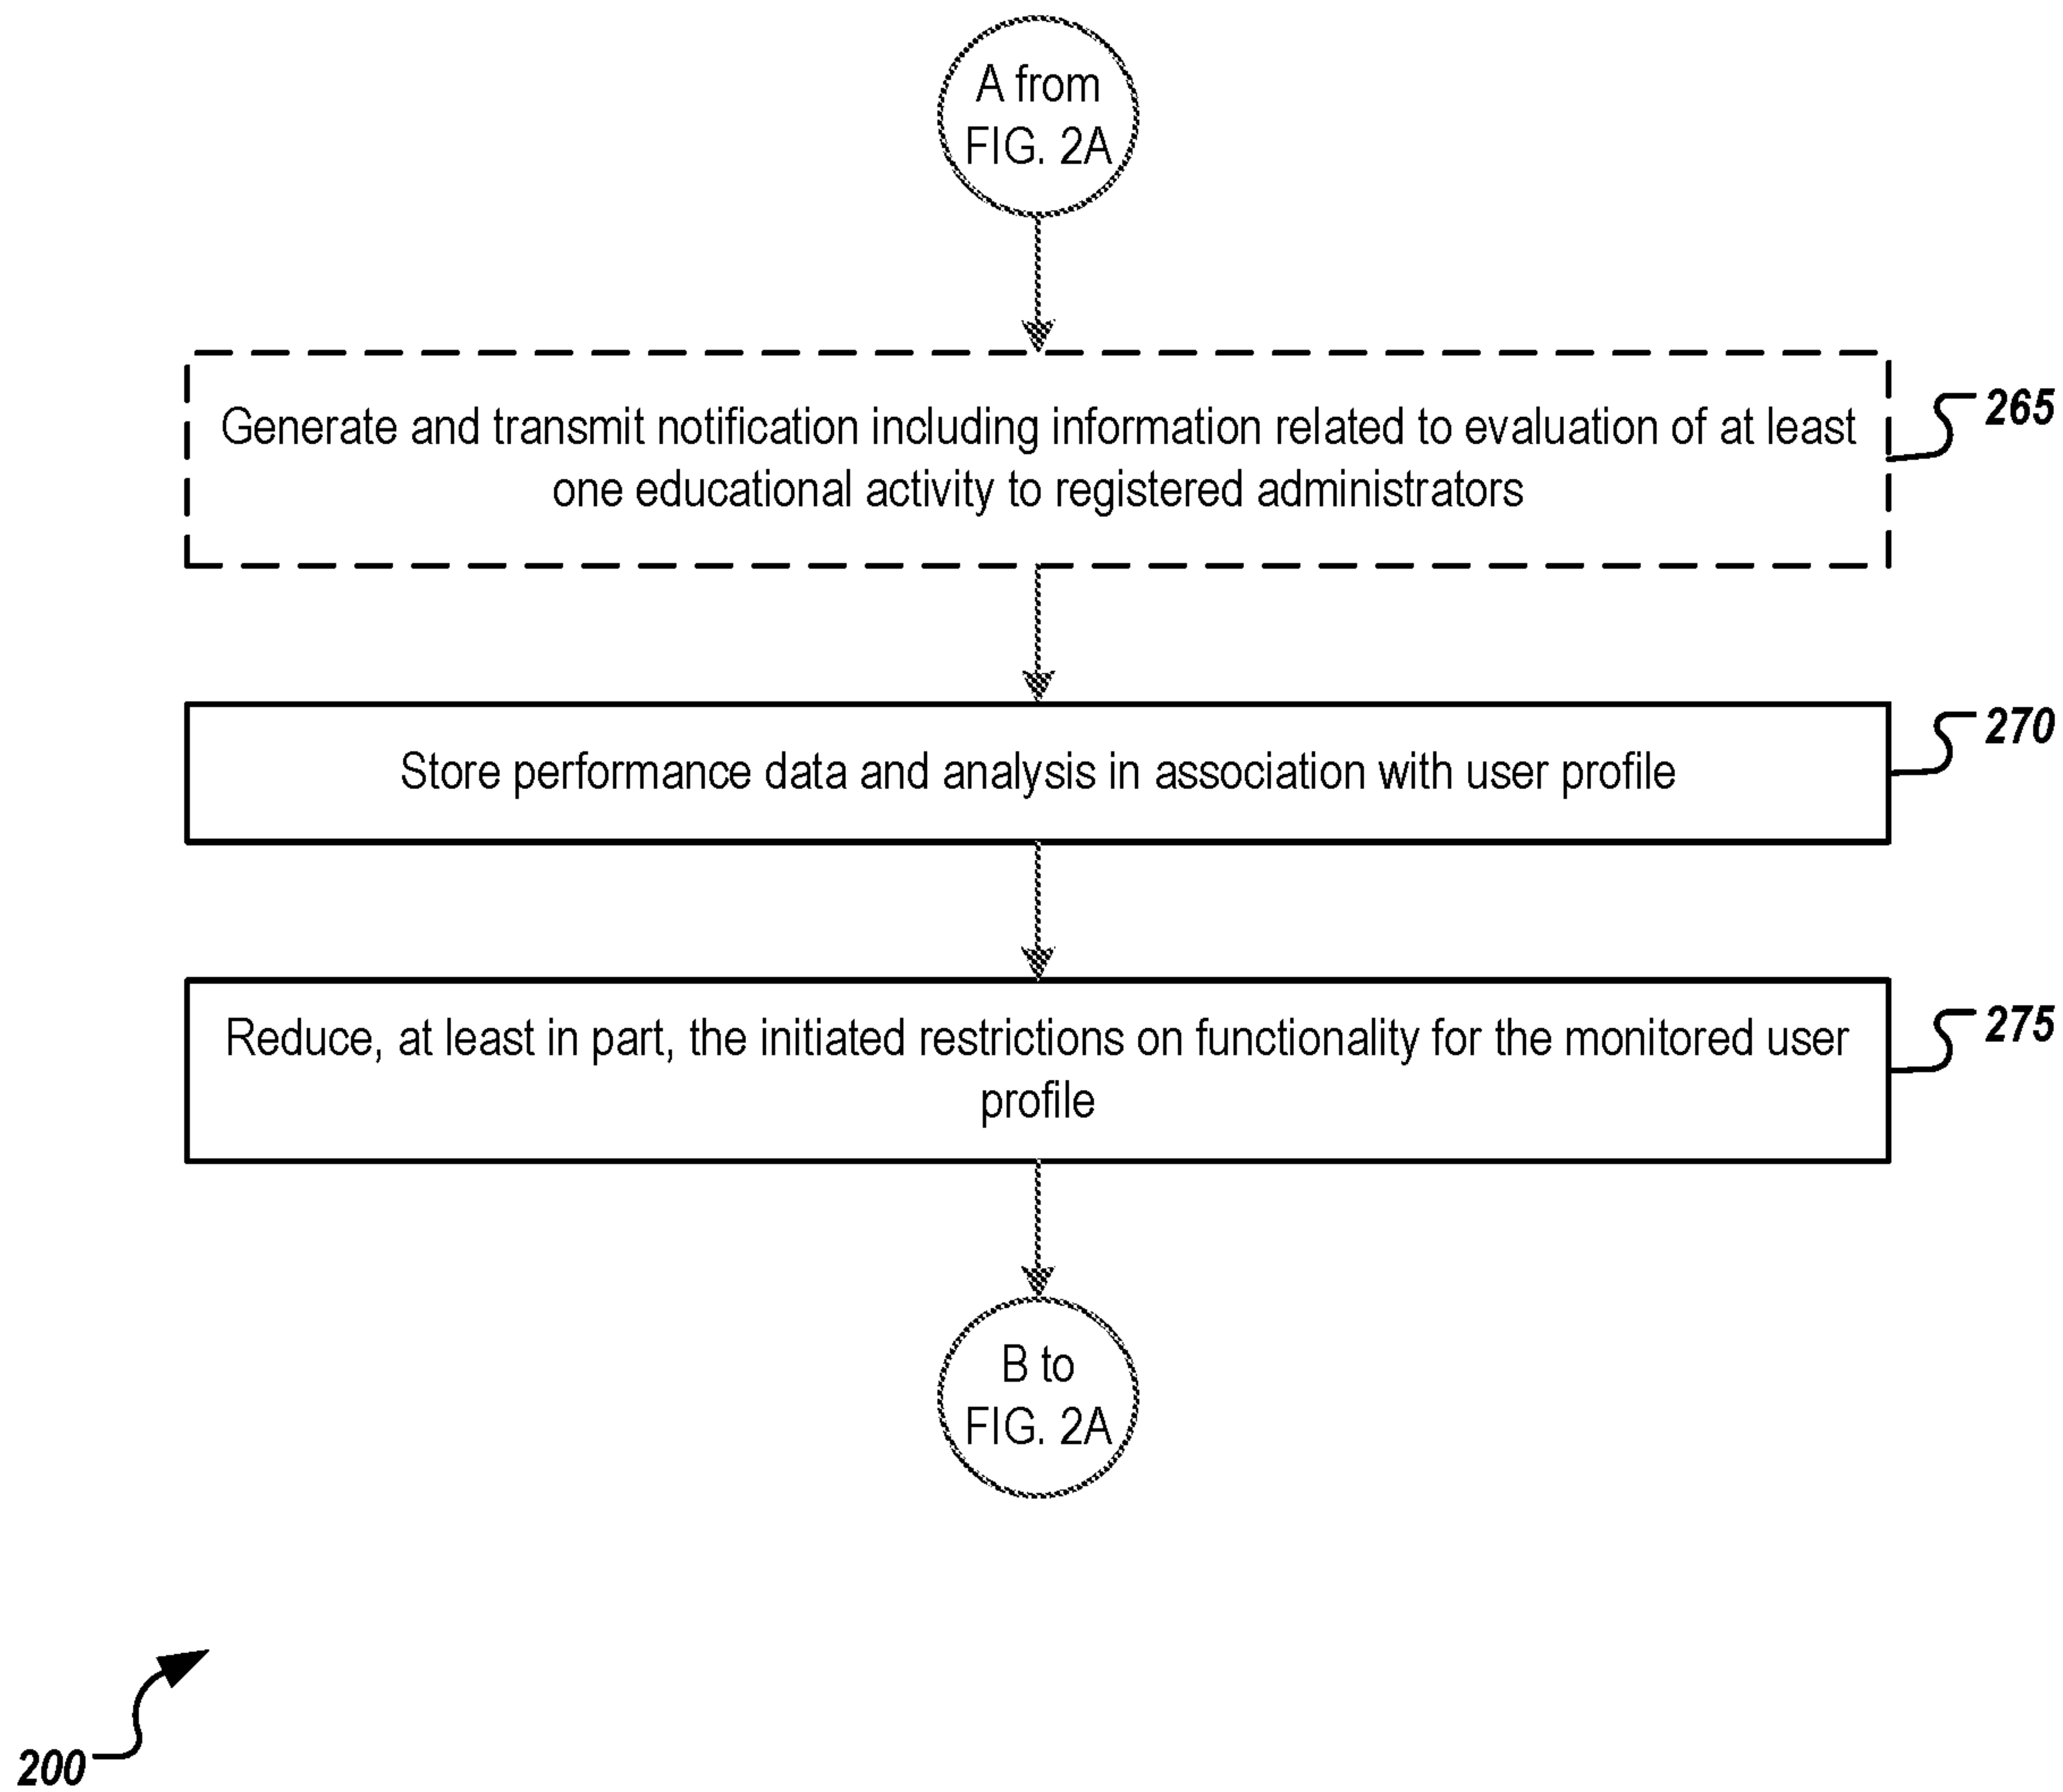 A from
FIG. 2A
Generate and transmit notification including information related to evaluation of at least
one educational activity to registered administrators
265
Store performance data and analysis in association with user profile
270
Reduce, at least in part, the initiated restrictions on functionality for the monitored user
profile
275
B to
FIG. 2A
200